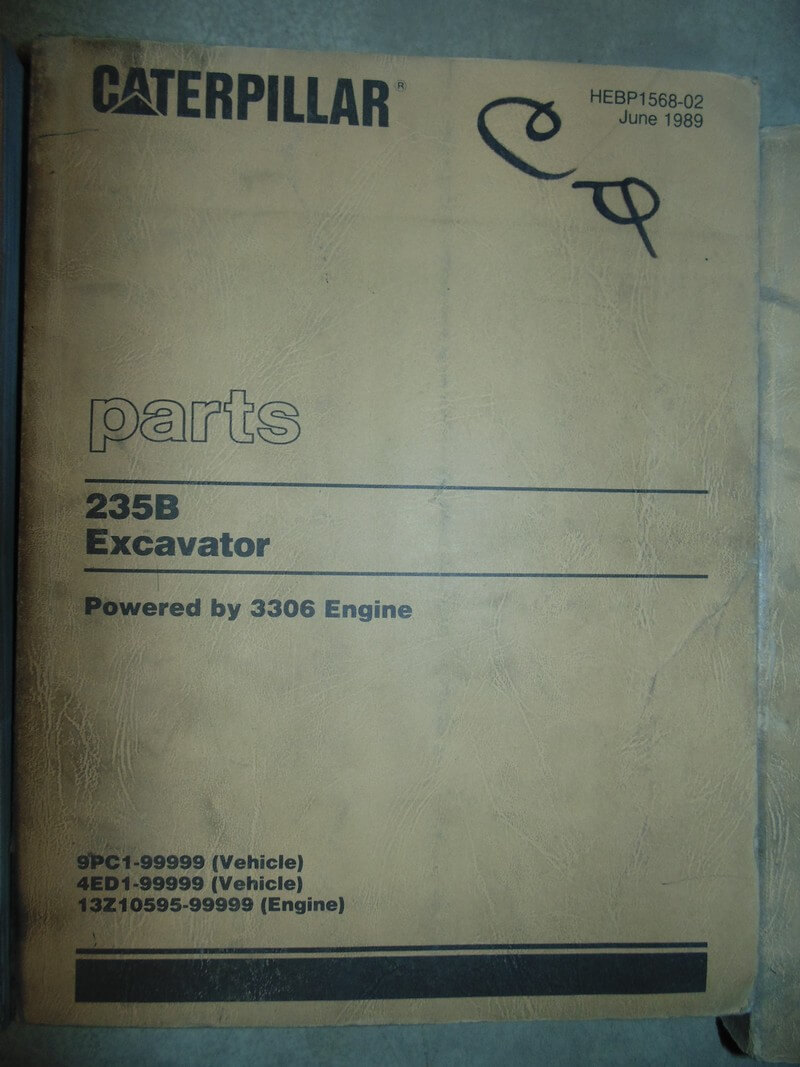 CATERPILLAR®
HEBP1568-02
June 1989
parts
235B
Excavator
Powered by 3306 Engine
9PC1-99999 (Vehicle)
4ED1-99999 (Vehicle)
13Z10595-99999 (Engine)